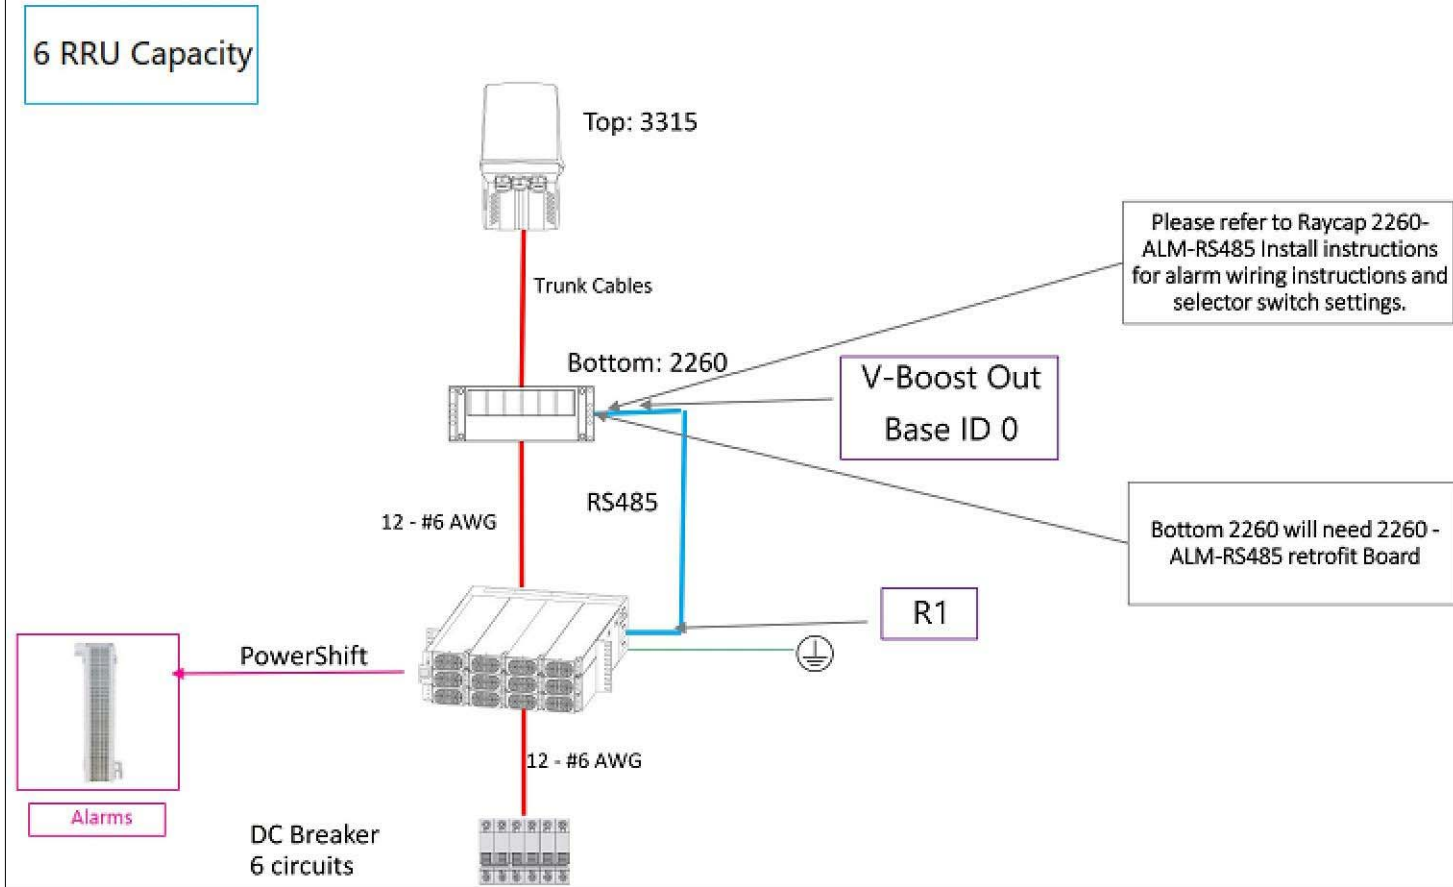 6 RRU Capacity
Top: 3315
Trunk Cables
Please refer to Raycap 2260-
ALM-RS485 Install instructions
for alarm wiring instructions and
selector switch settings.
Bottom: 2260
V-Boost Out
Base ID 0
RS485
12 - #6 AWG
Bottom 2260 will need 2260 -
ALM-RS485 retrofit Board
R1
PowerShift
12 - #6 AWG
Alarms
DC Breaker
6 circuits